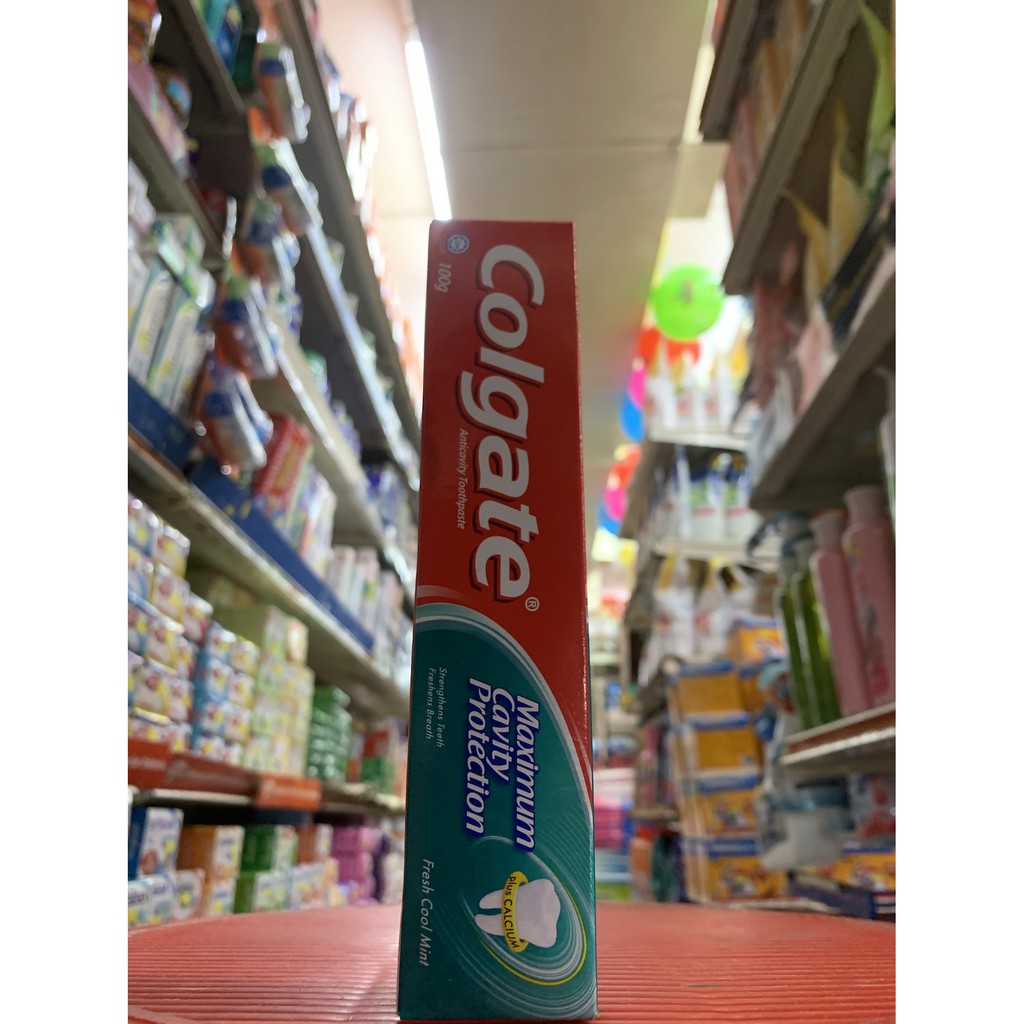 Colgate®
Anticavity Toothpaste
100g
Maximum
Cavity
Protection
Strengthens Teeth
Freshens Breath
plus CALCIUM
Fresh Cool Mint